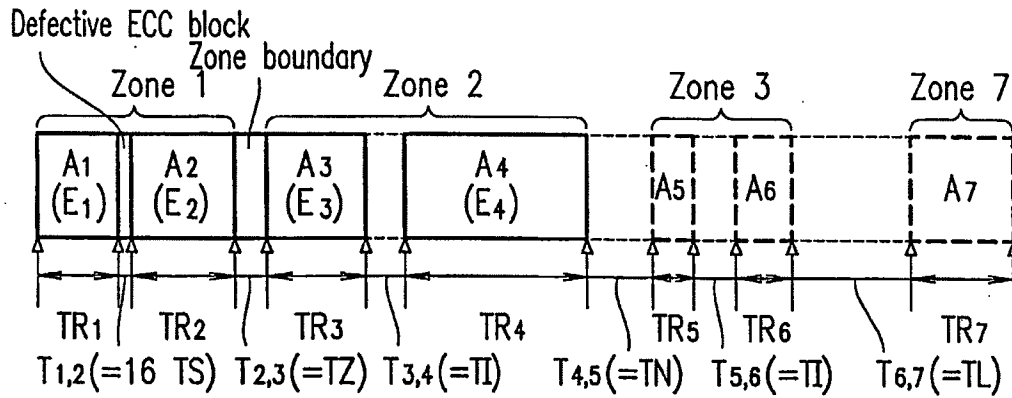 Defective ECC block
Zone boundary
Zone 1 Zone 2 Zone 3 Zone 7
A1 A2 A3 A4 A5 A6 A7
(E1) (E2) (E3) (E4)
TR1 TR2 TR3 TR4 TR5 TR6 TR7
T1,2(=16 TS) T2,3(=TZ) T3,4(=TI) T4,5(=TN) T5,6(=TI) T6,7(=TL)